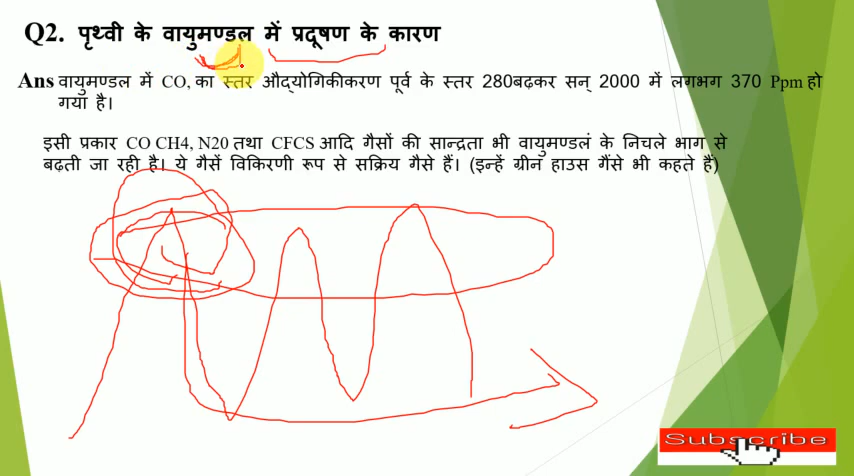 Q2. पृथ्वी के वायुमण्डल में प्रदूषण के कारण
Ans वायुमण्डल में CO, का स्तर औद्योगिकीकरण पूर्व के स्तर 280बढ़कर सन् 2000 में लगभग 370 Ppm हो
गया है।
इसी प्रकार CO CH4, N20 तथा CFCS आदि गैसों की सान्द्रता भी वायुमण्डलं के निचले भाग से
बढ़ती जा रही है। ये गैसें विकिरणी रूप से सक्रिय गैसे हैं। (इन्हें ग्रीन हाउस गैंसे भी कहते हैं)
Subscribe